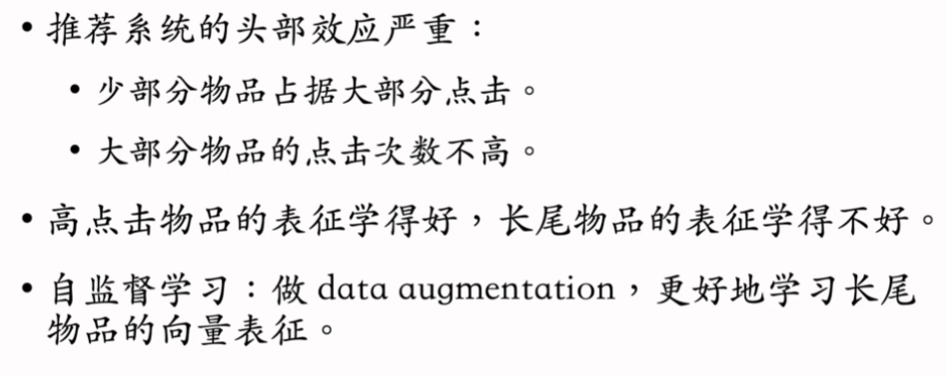 • 推荐系统的头部效应严重：
• 少部分物品占据大部分点击。
• 大部分物品的点击次数不高。
• 高点击物品的表征学得好，长尾物品的表征学得不好。
• 自监督学习：做 data augmentation，更好地学习长尾
物品的向量表征。